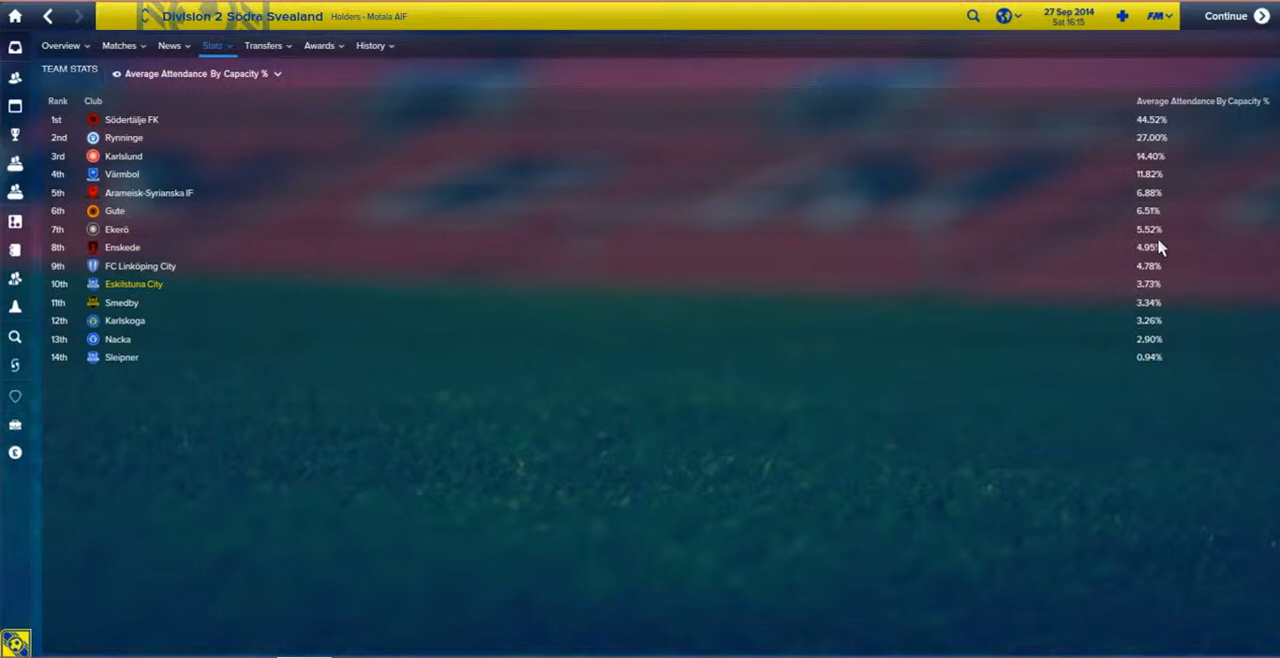 Division 2 Södra Svealand Holders - Motala AIF 27 Sep 2014 FM Continue
Sat 16:15
Overview Matches News Stats Transfers Awards History
TEAM STATS Average Attendance By Capacity %
Rank Club Average Attendance By Capacity %
1st Södertälje FK 44.52%
2nd Rynninge 27.00%
3rd Karlslund 14.40%
4th Värmbol 11.82%
5th Arameisk-Syrianska IF 6.88%
6th Gute 6.51%
7th Ekerö 5.52%
8th Enskede 4.95%
9th FC Linköping City 4.78%
10th Eskilstuna City 3.73%
11th Smedby 3.34%
12th Karlskoga 3.26%
13th Nacka 2.90%
14th Sleipner 0.94%